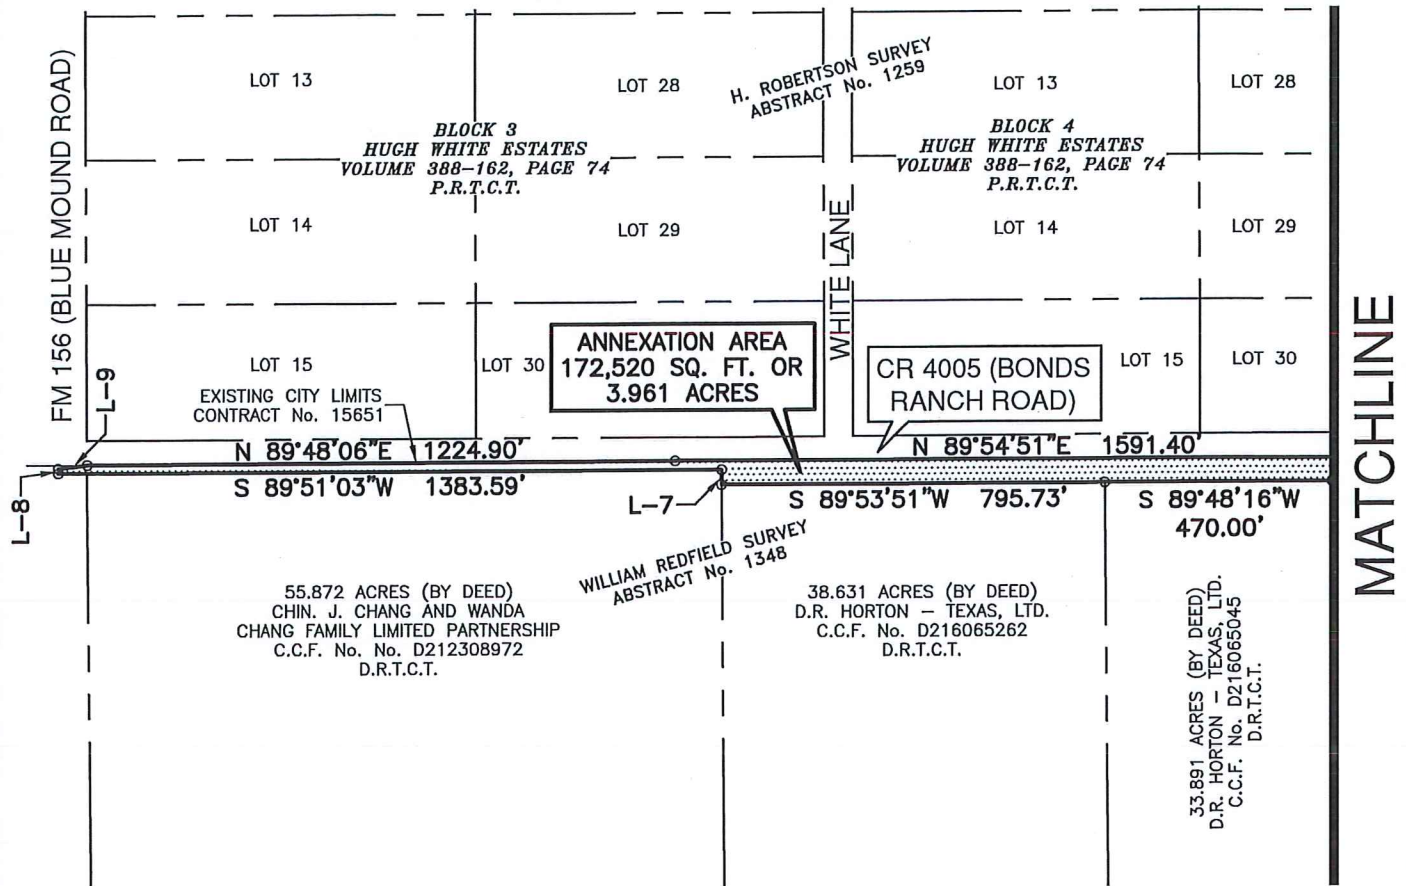 FM 156 (BLUE MOUND ROAD)
LOT 13
LOT 28
H. ROBERTSON SURVEY
ABSTRACT No. 1259
LOT 13
LOT 28
BLOCK 3
HUGH WHITE ESTATES
VOLUME 388-162, PAGE 74
P.R.T.C.T.
BLOCK 4
HUGH WHITE ESTATES
VOLUME 388-162, PAGE 74
P.R.T.C.T.
LOT 14
LOT 29
WHITE LANE
LOT 14
LOT 29
LOT 15
LOT 30
ANNEXATION AREA
172,520 SQ. FT. OR
3.961 ACRES
CR 4005 (BONDS
RANCH ROAD)
LOT 15
LOT 30
MATCHLINE
L-9
EXISTING CITY LIMITS
CONTRACT No. 15651
N 89°48'06"E 1224.90'
N 89°54'51"E 1591.40'
L-8
S 89°51'03"W 1383.59'
L-7
S 89°53'51"W 795.73'
S 89°48'16"W
470.00'
WILLIAM REDFIELD SURVEY
ABSTRACT No. 1348
55.872 ACRES (BY DEED)
CHIN. J. CHANG AND WANDA
CHANG FAMILY LIMITED PARTNERSHIP
C.C.F. No. No. D212308972
D.R.T.C.T.
38.631 ACRES (BY DEED)
D.R. HORTON - TEXAS, LTD.
C.C.F. No. D216065262
D.R.T.C.T.
33.891 ACRES (BY DEED)
D.R. HORTON - TEXAS, LTD.
C.C.F. No. D216065045
D.R.T.C.T.